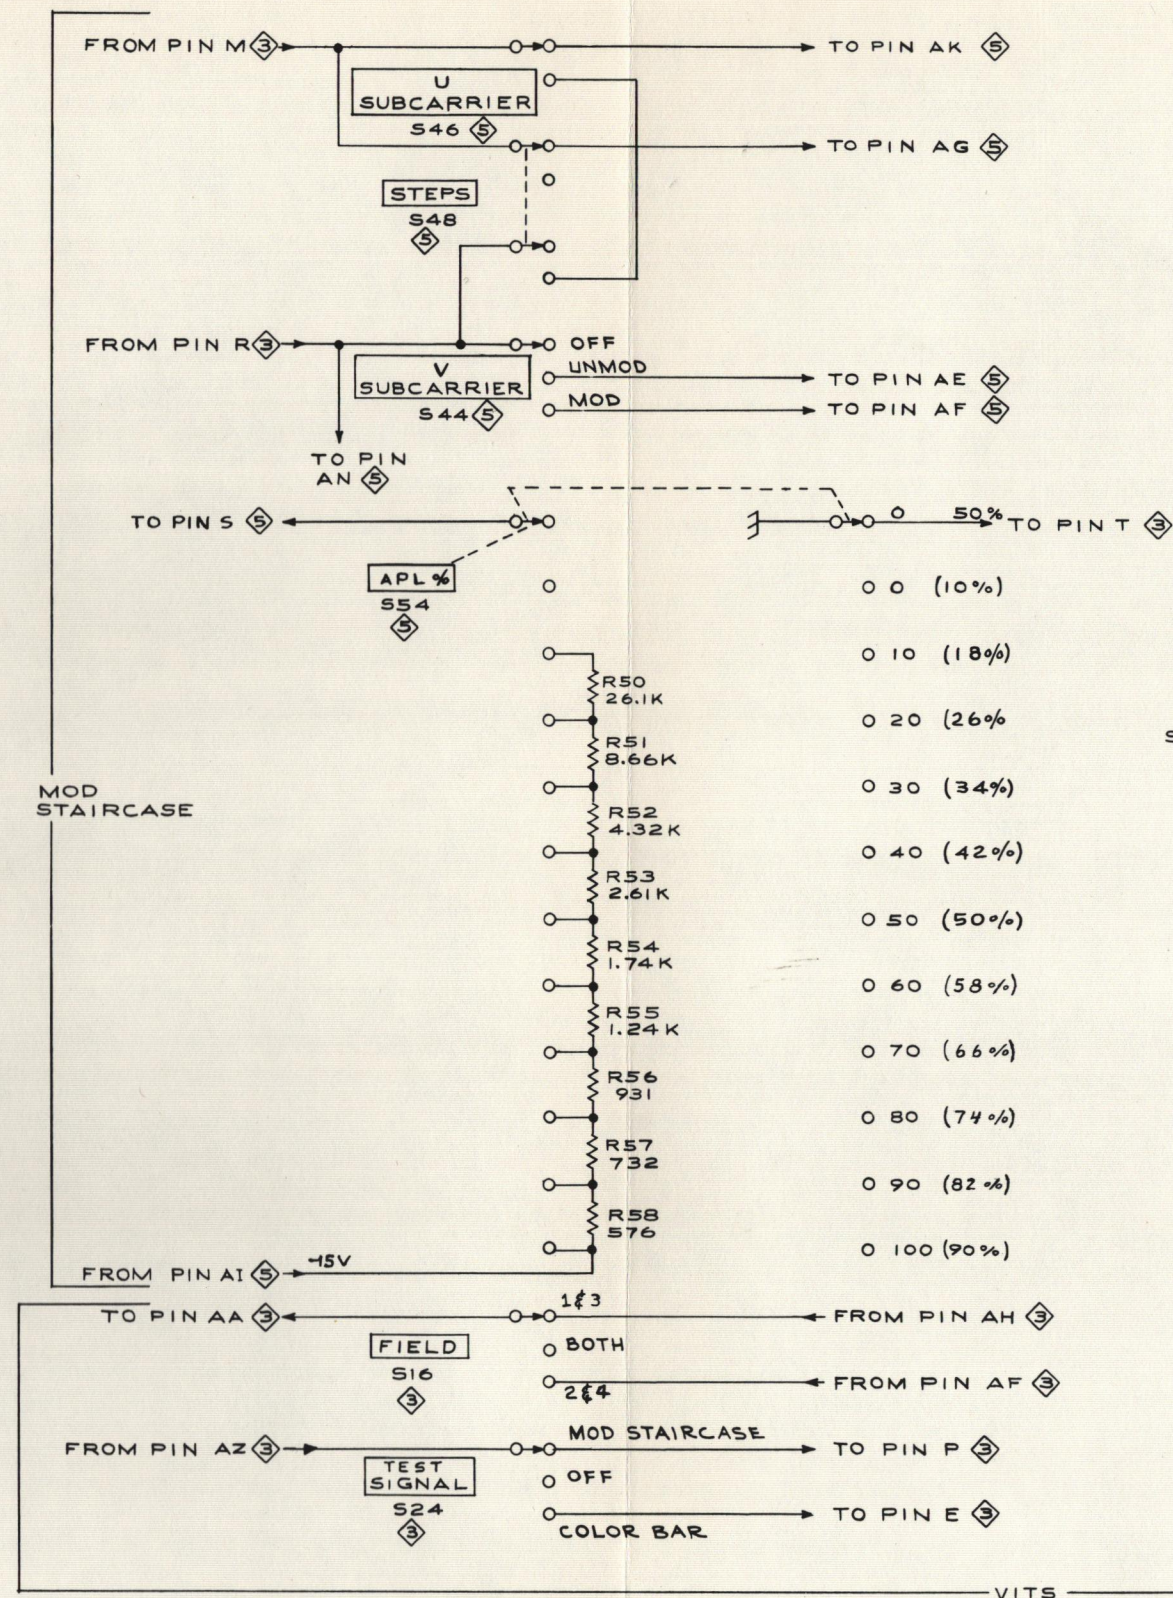 FROM PIN M 3
TO PIN AK 5
U
SUBCARRIER
S46 5
TO PIN AG 5
STEPS
S48
5
FROM PIN R 3
OFF
V
SUBCARRIER
S44 5
UNMOD
TO PIN AE 5
MOD
TO PIN AF 5
TO PIN
AN 5
TO PIN S 5
0 50% TO PIN T 3
APL %
S54
5
0 (10%)
10 (18%)
R50
26.1K
20 (26%
S
R51
8.66K
30 (34%)
MOD
STAIRCASE
R52
4.32K
40 (42%)
R53
2.61K
50 (50%)
R54
1.74K
60 (58%)
R55
1.24K
70 (66%)
R56
931
80 (74%)
R57
732
90 (82%)
R58
576
100 (90%)
FROM PIN AI 5
-15V
TO PIN AA 3
1&3
FROM PIN AH 3
FIELD
S16
3
BOTH
2&4
FROM PIN AF 3
FROM PIN AZ 3
MOD STAIRCASE
TO PIN P 3
TEST
SIGNAL
S24
3
OFF
COLOR BAR
TO PIN E 3
VITS